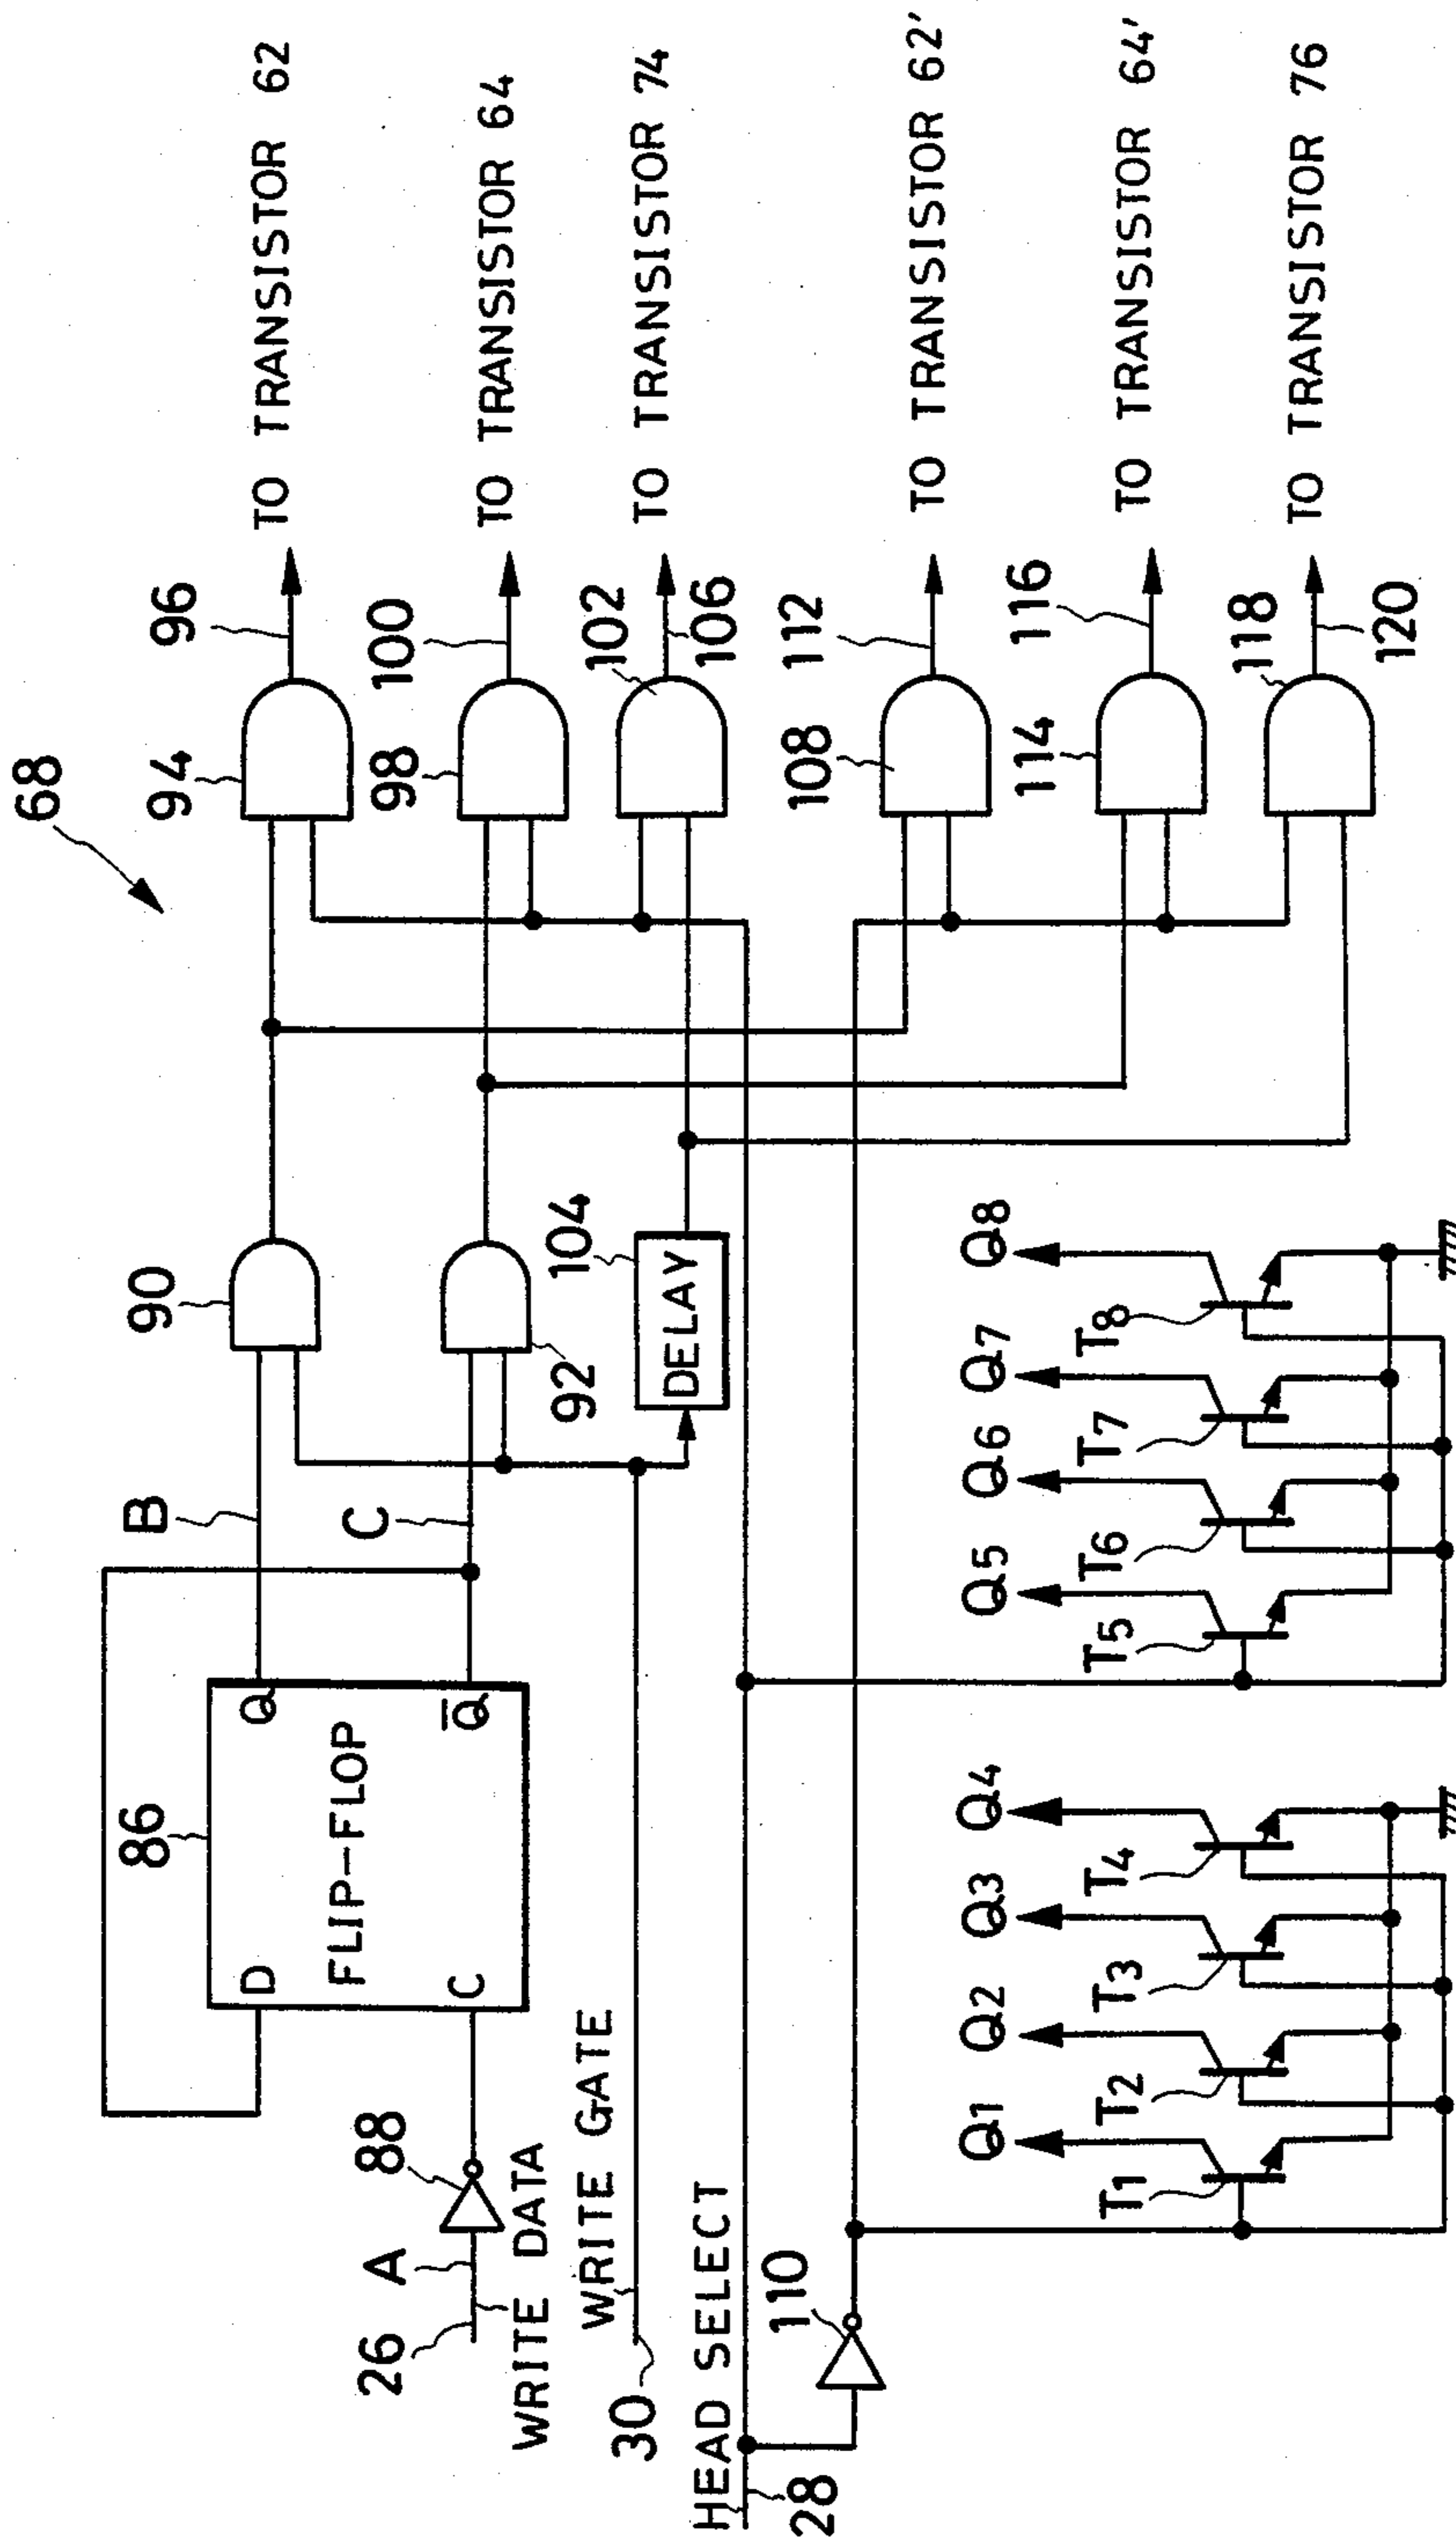 68
86
D
Q
FLIP-FLOP
C
Q̅
B
C
90
92
94
96
TO TRANSISTOR 62
98
100
TO TRANSISTOR 64
102
106
TO TRANSISTOR 74
104
DELAY
88
A
26
WRITE DATA
WRITE GATE
30
HEAD SELECT
28
110
108
112
TO TRANSISTOR 62'
114
116
TO TRANSISTOR 64'
118
120
TO TRANSISTOR 76
Q1
Q2
Q3
Q4
Q5
Q6
Q7
Q8
T1
T2
T3
T4
T5
T6
T7
T8